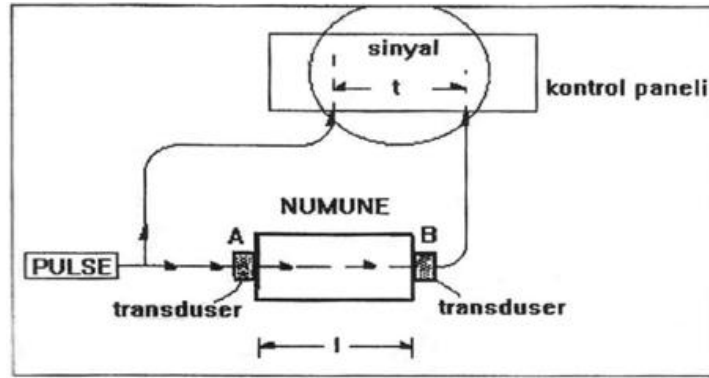 sinyal
t
kontrol paneli
NUMUNE
A
B
PULSE
transduser
transduser
l